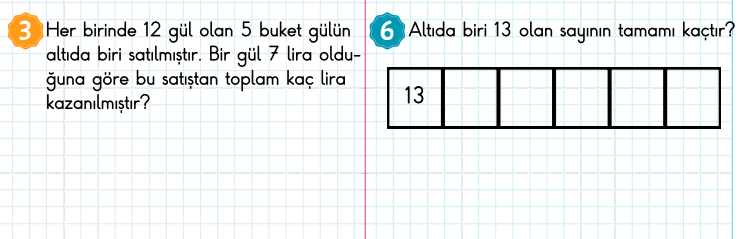 3 Her birinde 12 gül olan 5 buket gülün
altıda biri satılmıştır. Bir gül 7 lira oldu-
ğuna göre bu satıştan toplam kaç lira
kazanılmıştır?
6 Altıda biri 13 olan sayının tamamı kaçtır?
13